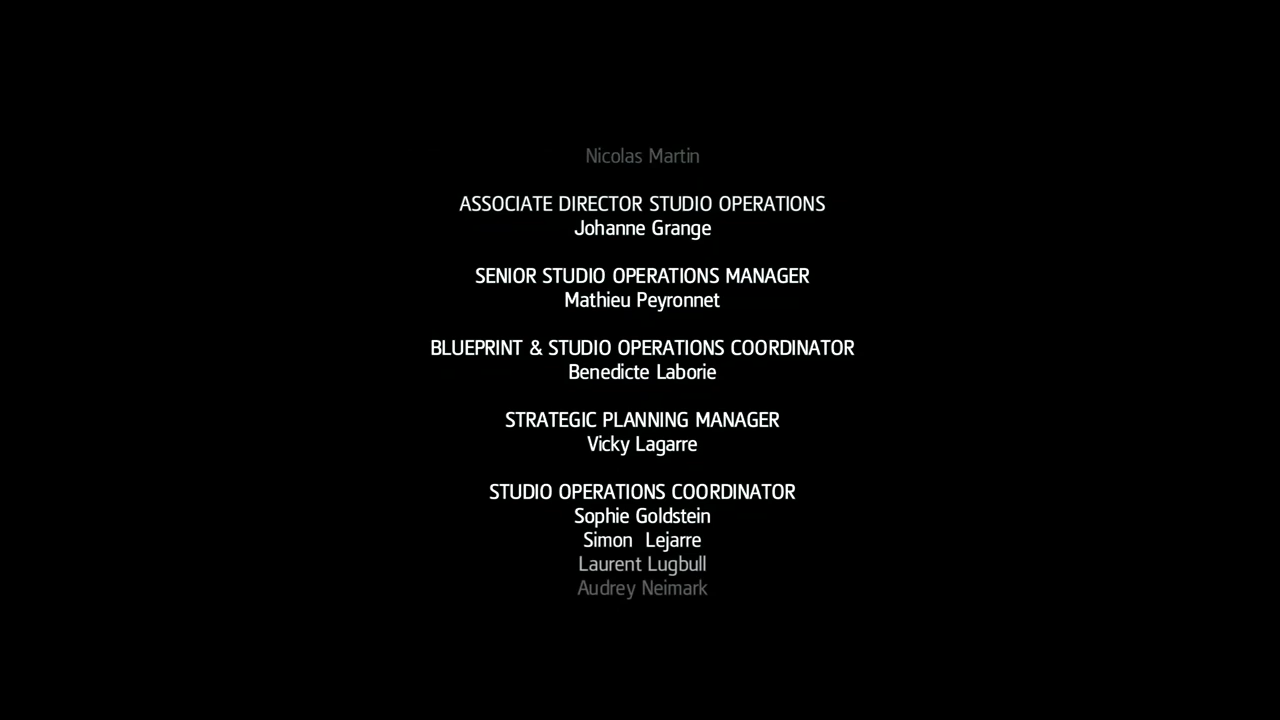 Nicolas Martin
ASSOCIATE DIRECTOR STUDIO OPERATIONS
Johanne Grange
SENIOR STUDIO OPERATIONS MANAGER
Mathieu Peyronnet
BLUEPRINT & STUDIO OPERATIONS COORDINATOR
Benedicte Laborie
STRATEGIC PLANNING MANAGER
Vicky Lagarre
STUDIO OPERATIONS COORDINATOR
Sophie Goldstein
Simon  Lejarre
Laurent Lugbull
Audrey Neimark